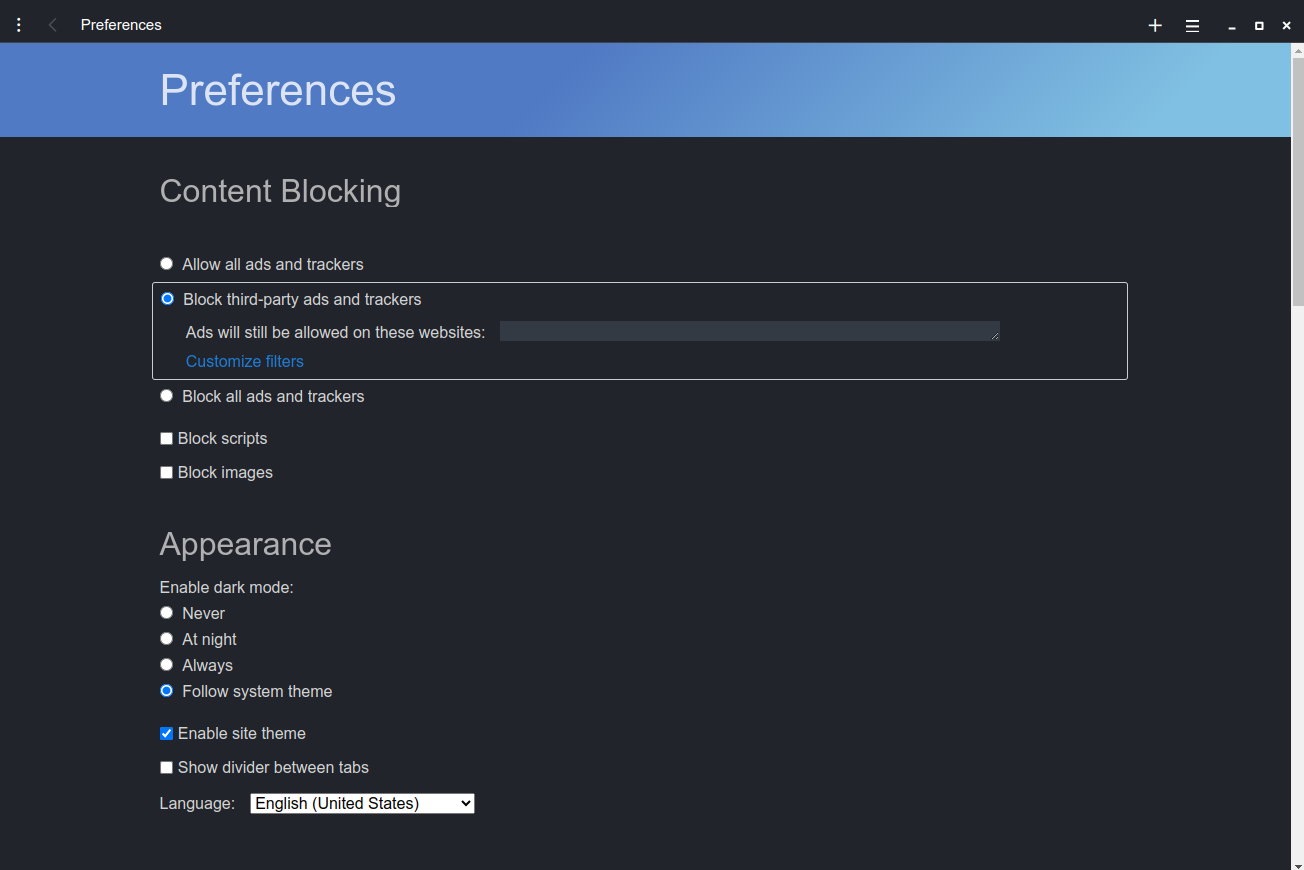 Preferences
Preferences
Content Blocking
Allow all ads and trackers
Block third-party ads and trackers
Ads will still be allowed on these websites:
Customize filters
Block all ads and trackers
Block scripts
Block images
Appearance
Enable dark mode:
Never
At night
Always
Follow system theme
Enable site theme
Show divider between tabs
Language: English (United States)